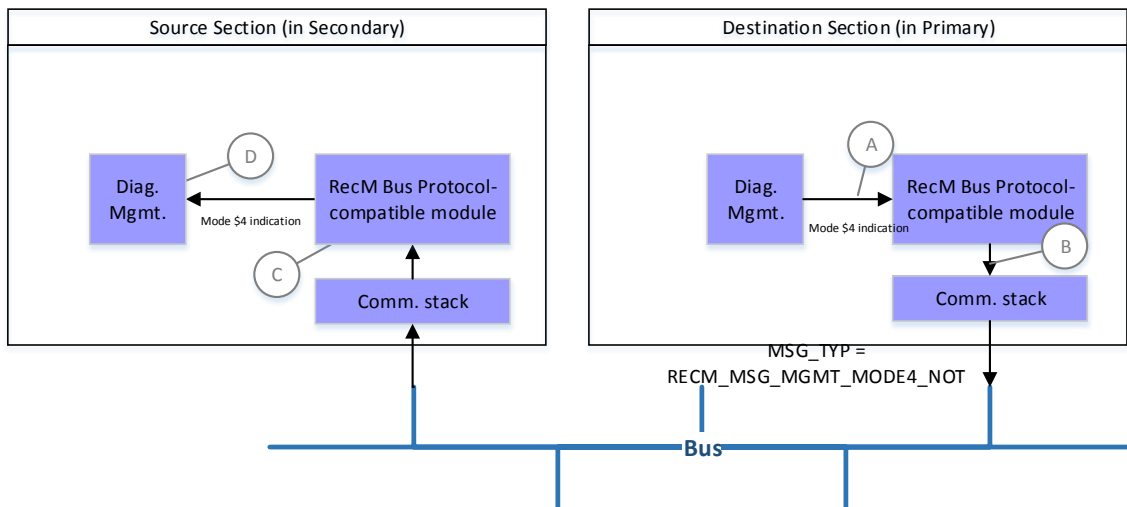 Source Section (in Secondary)
Destination Section (in Primary)
D
Diag.
Mgmt.
Mode $4 indication
RecM Bus Protocol-
compatible module
C
Comm. stack
A
Diag.
Mgmt.
Mode $4 indication
RecM Bus Protocol-
compatible module
B
Comm. stack
MSG_TYP =
RECM_MSG_MGMT_MODE4_NOT
Bus